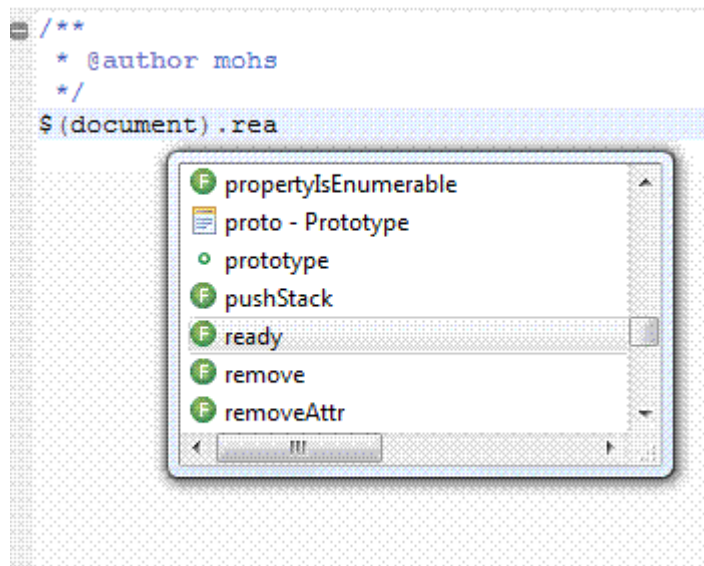 /**
* @author mohs
*/
$(document).rea
propertyIsEnumerable
proto - Prototype
prototype
pushStack
ready
remove
removeAttr